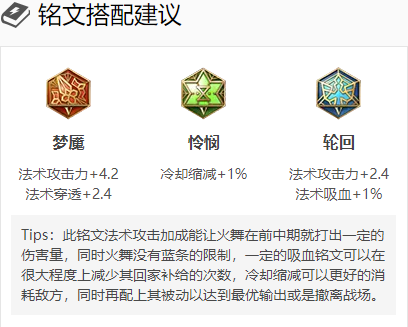 铭文搭配建议
梦魇 怜悯 轮回
法术攻击力+4.2 冷却缩减+1% 法术攻击力+2.4
法术穿透+2.4 法术吸血+1%
Tips：此铭文法术攻击加成能让火舞在前中期就打出一定的
伤害量，同时火舞没有蓝条的限制，一定的吸血铭文可以在
很大程度上减少其回家补给的次数，冷却缩减可以更好的消
耗敌方，同时再配上其被动以达到最优输出或是撤离战场。